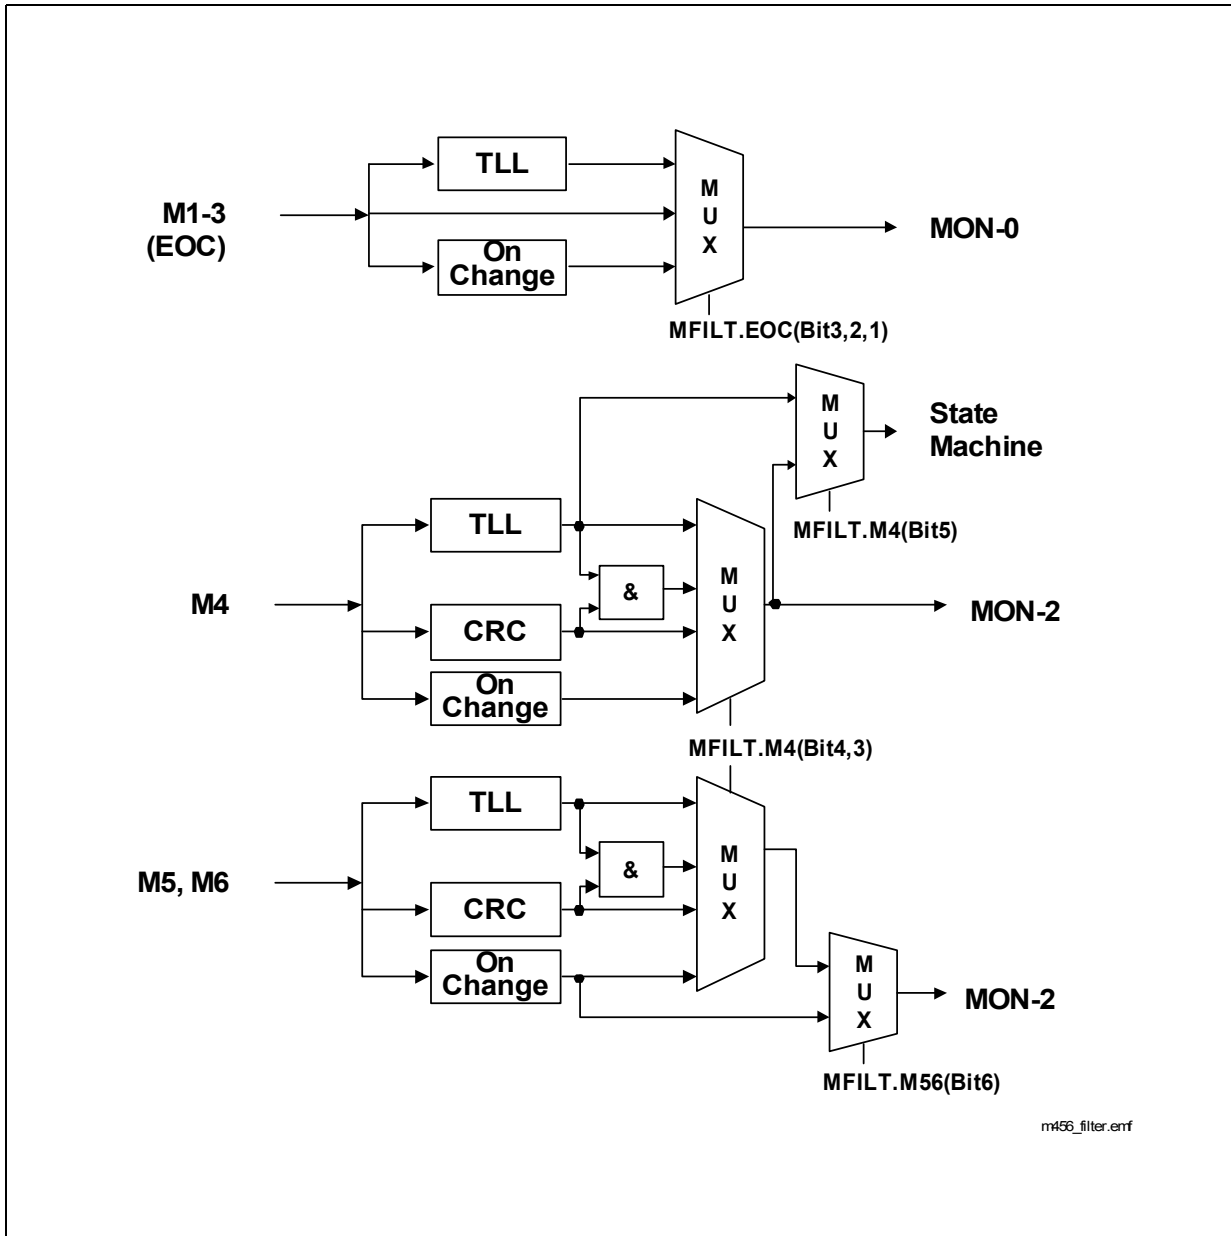 TLL
M1-3
(EOC)
On
Change
M
U
X
MON-0
MFILT.EOC(Bit3,2,1)
M
U
X
State
Machine
MFILT.M4(Bit5)
M4
TLL
&
CRC
On
Change
M
U
X
MON-2
MFILT.M4(Bit4,3)
M5, M6
TLL
&
CRC
On
Change
M
U
X
M
U
X
MON-2
MFILT.M56(Bit6)
m456_filter.emf